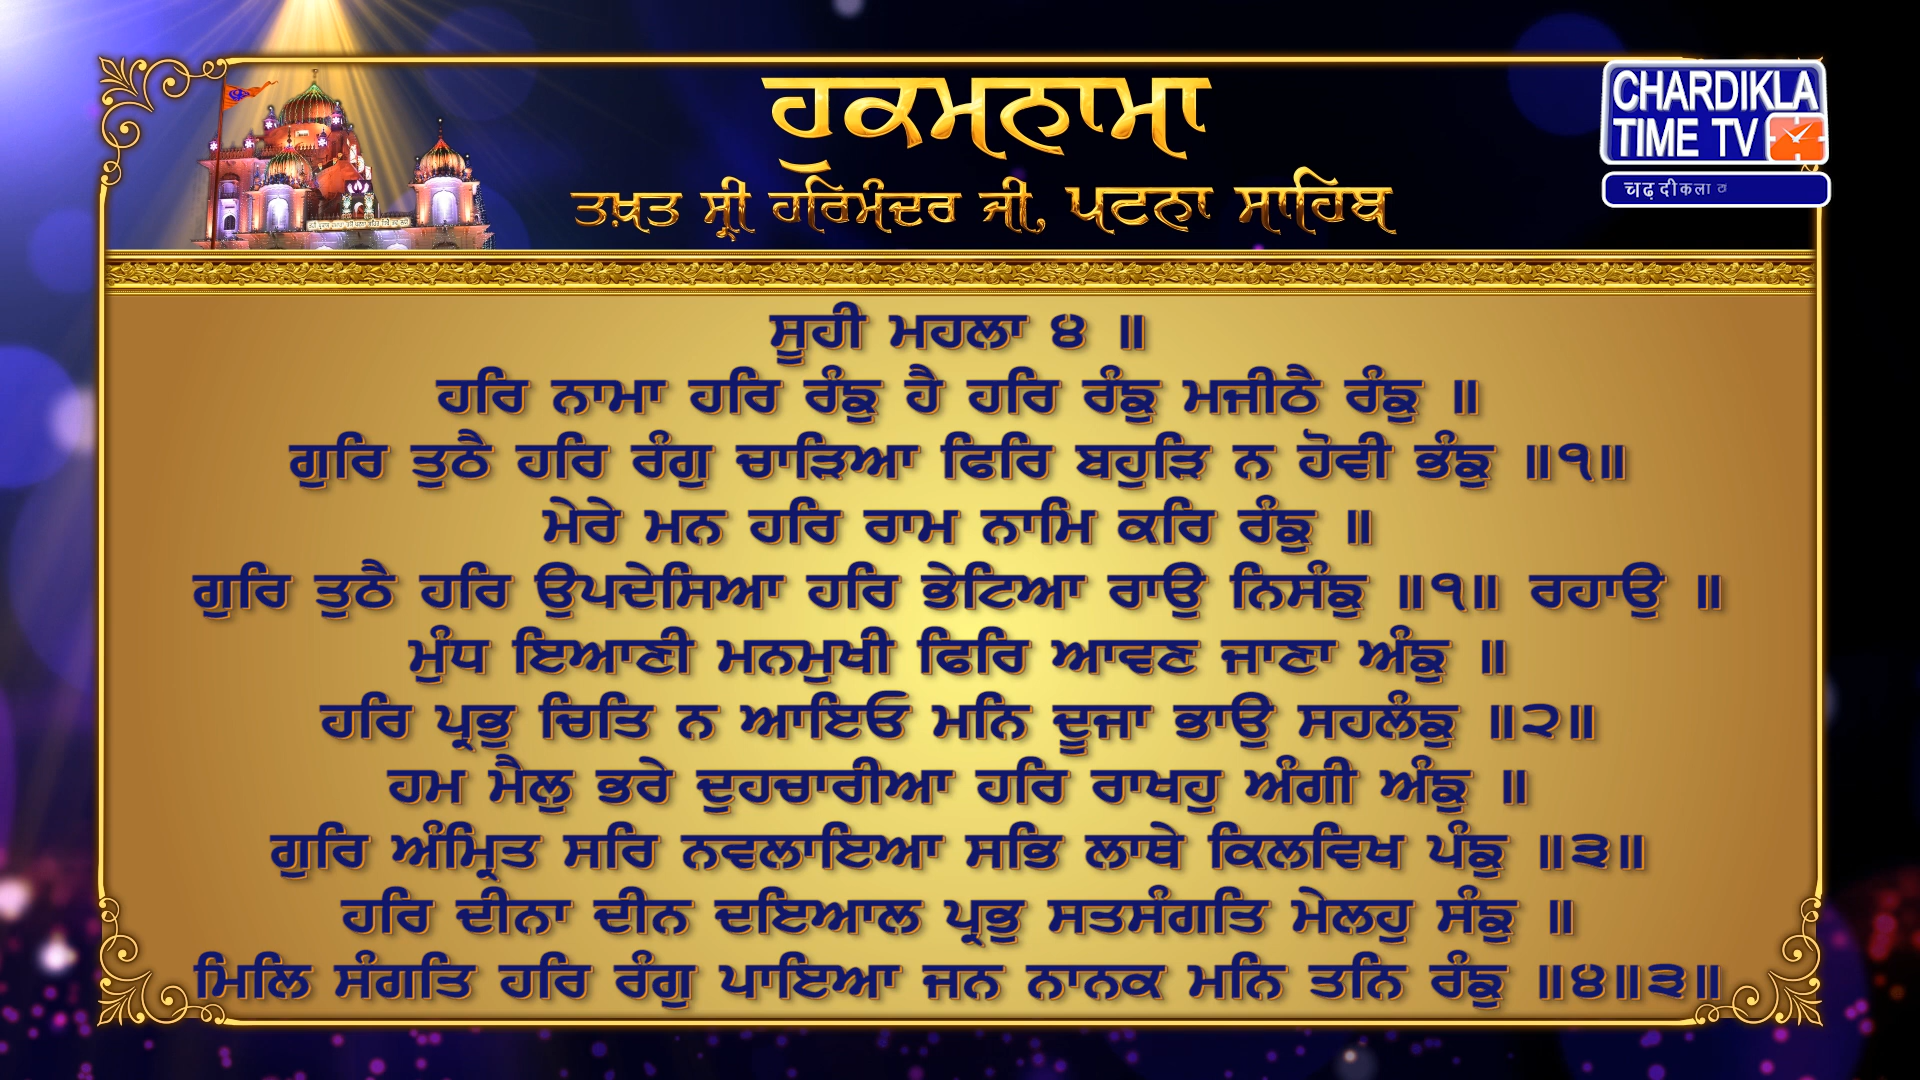 ਹੁਕਮਨਾਮਾ
ਤਖ਼ਤ ਸ੍ਰੀ ਹਰਿਮੰਦਰ ਜੀ, ਪਟਨਾ ਸਾਹਿਬ
CHARDIKLA
TIME TV
ਚढ़ਦੀਕਲਾ
ਸੂਹੀ ਮਹਲਾ ੪ ॥
ਹਰਿ ਨਾਮਾ ਹਰਿ ਰੰਙੁ ਹੈ ਹਰਿ ਰੰਙੁ ਮਜੀਠੈ ਰੰਙੁ ॥
ਗੁਰਿ ਤੁਠੈ ਹਰਿ ਰੰਗੁ ਚਾੜਿਆ ਫਿਰਿ ਬਹੁੜਿ ਨ ਹੋਵੀ ਭੰਙੁ ॥੧॥
ਮੇਰੇ ਮਨ ਹਰਿ ਰਾਮ ਨਾਮਿ ਕਰਿ ਰੰਙੁ ॥
ਗੁਰਿ ਤੁਠੈ ਹਰਿ ਉਪਦੇਸਿਆ ਹਰਿ ਭੇਟਿਆ ਰਾਉ ਨਿਸੰਙੁ ॥੧॥ ਰਹਾਉ ॥
ਮੁੰਧ ਇਆਣੀ ਮਨਮੁਖੀ ਫਿਰਿ ਆਵਣ ਜਾਣਾ ਅੰਙੁ ॥
ਹਰਿ ਪ੍ਰਭੁ ਚਿਤਿ ਨ ਆਇਓ ਮਨਿ ਦੂਜਾ ਭਾਉ ਸਹਲੰਙੁ ॥੨॥
ਹਮ ਮੈਲੁ ਭਰੇ ਦੁਹਚਾਰੀਆ ਹਰਿ ਰਾਖਹੁ ਅੰਗੀ ਅੰਙੁ ॥
ਗੁਰਿ ਅੰਮ੍ਰਿਤ ਸਰਿ ਨਵਲਾਇਆ ਸਭਿ ਲਾਥੇ ਕਿਲਵਿਖ ਪੰਙੁ ॥੩॥
ਹਰਿ ਦੀਨਾ ਦੀਨ ਦਇਆਲ ਪ੍ਰਭੁ ਸਤਸੰਗਤਿ ਮੇਲਹੁ ਸੰਙੁ ॥
ਮਿਲਿ ਸੰਗਤਿ ਹਰਿ ਰੰਗੁ ਪਾਇਆ ਜਨ ਨਾਨਕ ਮਨਿ ਤਨਿ ਰੰਙੁ ॥੪॥੩॥